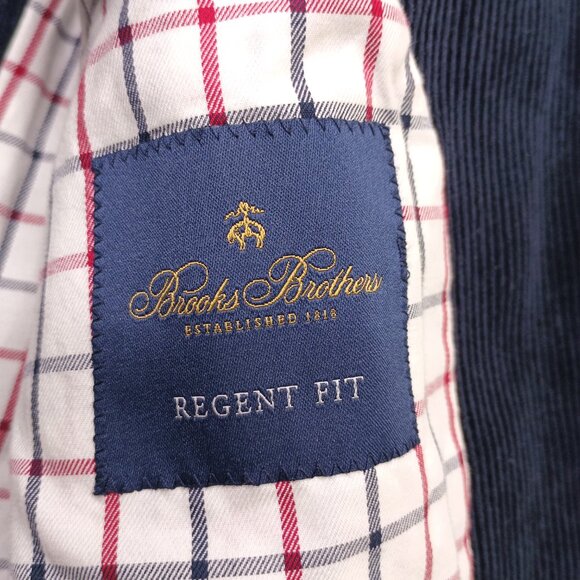 Brooks Brothers
ESTABLISHED 1818
REGENT FIT